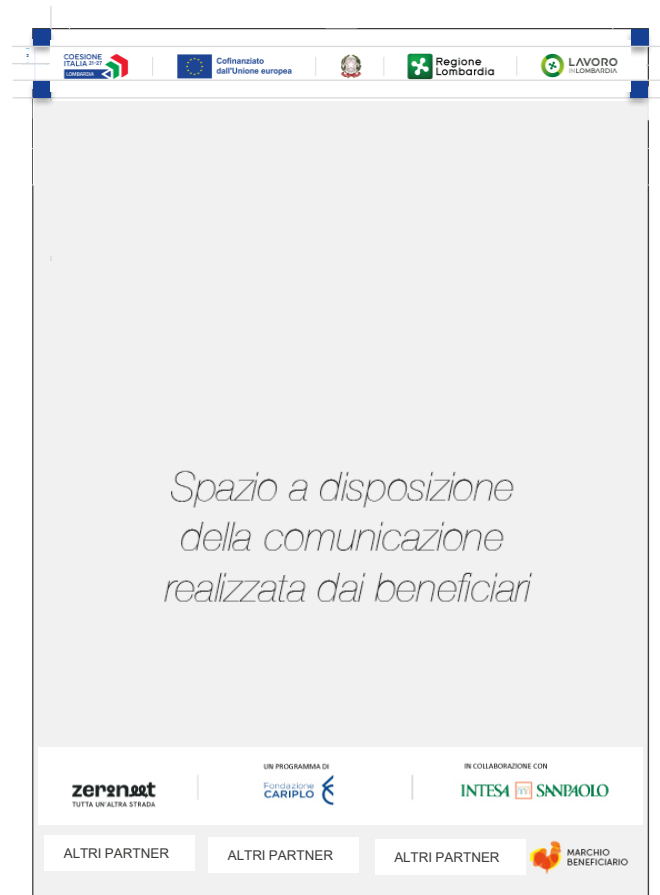 COESIONE
ITALIA 21-27
LOMBARDIA
Cofinanziato
dall'Unione europea
Regione
Lombardia
LAVORO
INLOMBARDIA
Spazio a disposizione
della comunicazione
realizzata dai beneficiari
UN PROGRAMMA DI
IN COLLABORAZIONE CON
zeroneet
TUTTA UN'ALTRA STRADA
Fondazione
CARIPLO
INTESA SANPAOLO
ALTRI PARTNER
ALTRI PARTNER
ALTRI PARTNER
MARCHIO
BENEFICIARIO